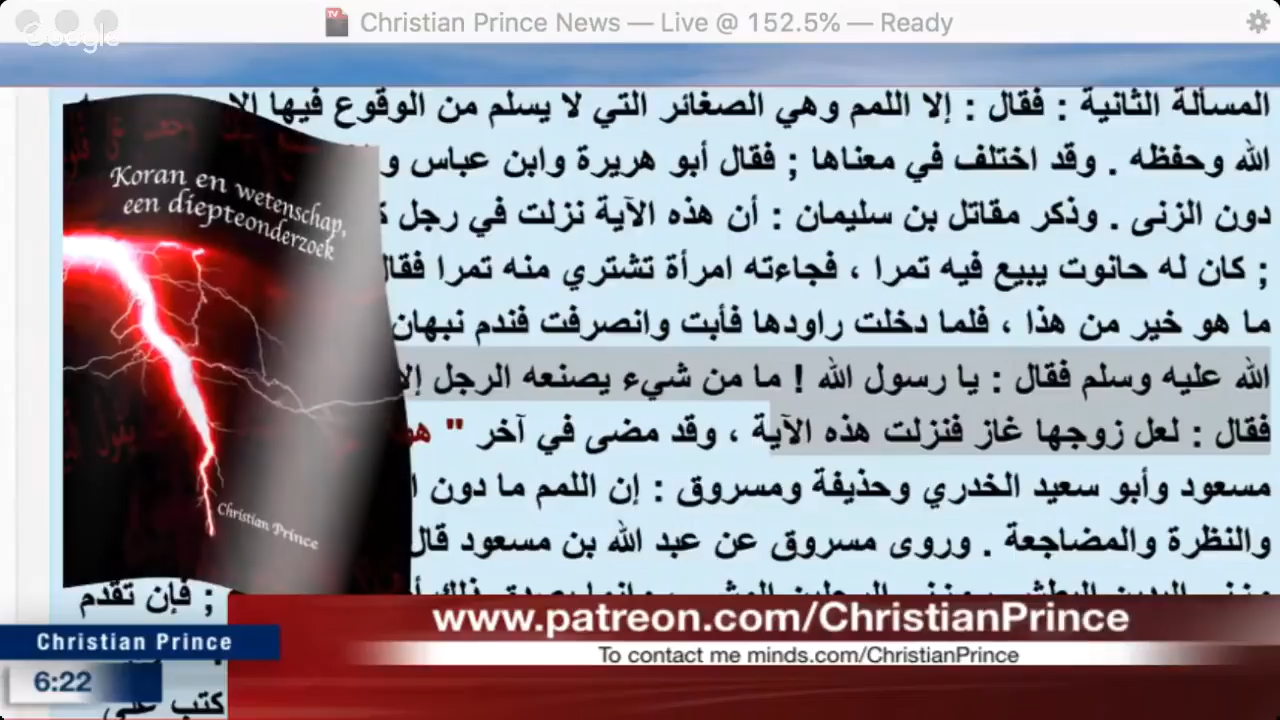 Google
Christian Prince News — Live @ 152.5% — Ready
المسألة الثانية : فقال : إلا اللمم وهي الصغائر التي لا يسلم من الوقوع فيها إلا
الله وحفظه . وقد اختلف في معناها ; فقال أبو هريرة وابن عباس و
دون الزنى . وذكر مقاتل بن سليمان : أن هذه الآية نزلت في رجل
; كان له حانوت يبيع فيه تمرا ، فجاءته امرأة تشتري منه تمرا فقال
ما هو خير من هذا ، فلما دخلت راودها فأبت وانصرفت فندم نبهان
الله عليه وسلم فقال : يا رسول الله ! ما من شيء يصنعه الرجل إلا
فقال : لعل زوجها غاز فنزلت هذه الآية ، وقد مضى في آخر "
مسعود وأبو سعيد الخدري وحذيفة ومسروق : إن اللمم ما دون
والنظرة والمضاجعة . وروى مسروق عن عبد الله بن مسعود قال
; فإن تقدم
كتب على
Koran en wetenschap,
een diepteonderzoek
Christian Prince
www.patreon.com/ChristianPrince
Christian Prince
To contact me minds.com/ChristianPrince
6:22